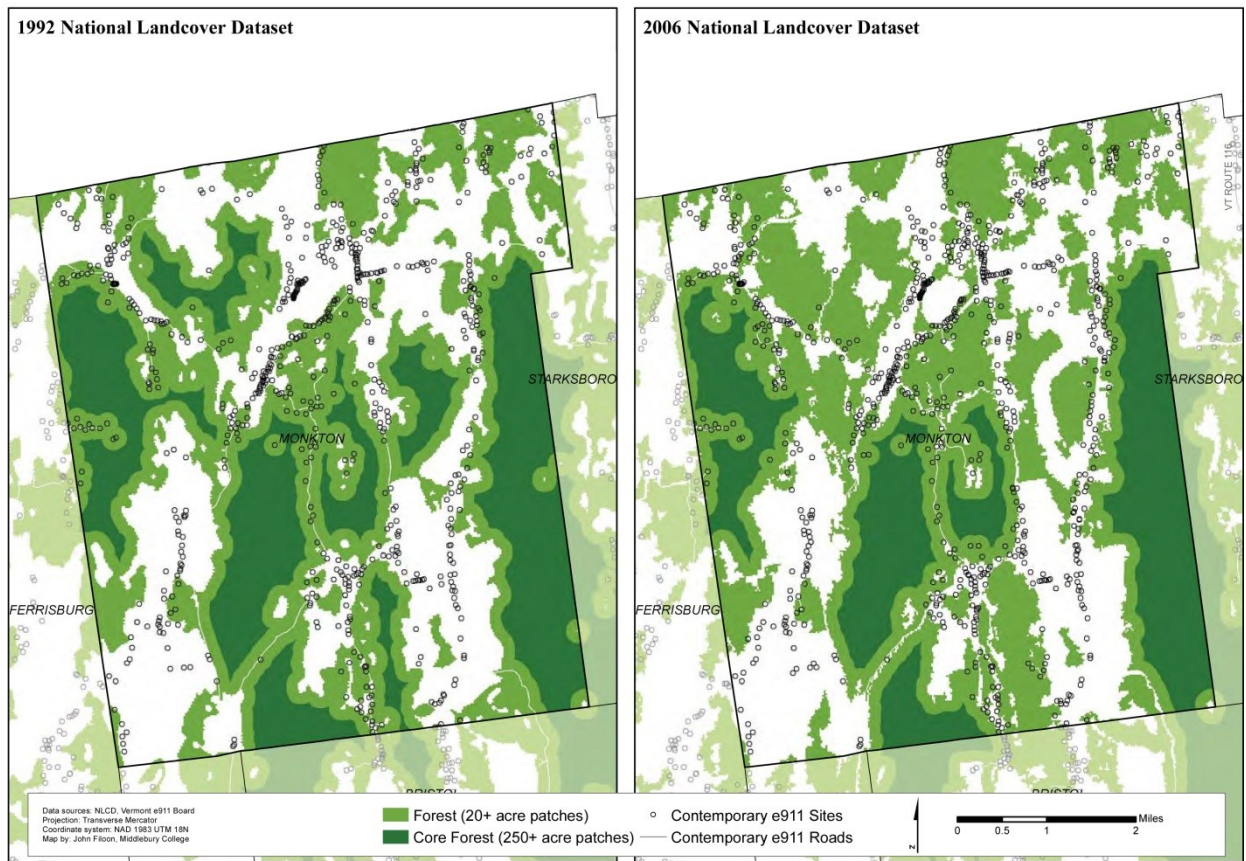 1992 National Landcover Dataset
2006 National Landcover Dataset
VT ROUTE 116
STARKSBORO
STARKSBORO
MONKTON
MONKTON
FERRISBURG
FERRISBURG
BRISTOL
BRISTOL
Data sources: NLCD, Vermont e911 Board
Projection: Transverse Mercator
Coordinate system: NAD 1983 UTM 18N
Map by: John Filoon, Middlebury College
Forest (20+ acre patches)
Core Forest (250+ acre patches)
Contemporary e911 Sites
Contemporary e911 Roads
N
Miles
0 0.5 1 2